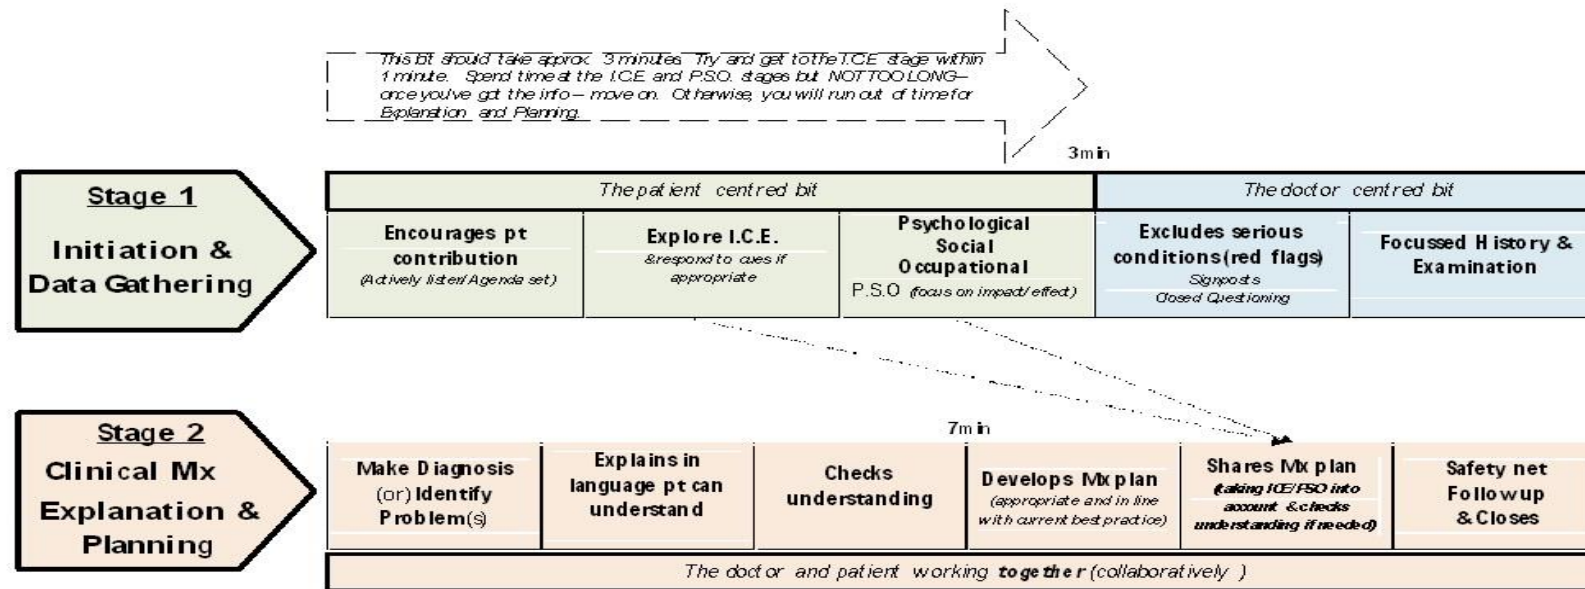 This bit should take approx. 3 minutes. Try and get to the I.C.E stage within
1 minute. Spend time at the I.C.E and P.S.O. stages but NOT TOO LONG—
once you've got the info — move on. Otherwise, you will run out of time for
Explanation and Planning.
3min
Stage 1
Initiation &
Data Gathering
The patient centred bit
The doctor centred bit
Encourages pt
contribution
(Actively listen/Agenda set)
Explore I.C.E.
& respond to cues if
appropriate
Psychological
Social
Occupational
P.S.O (focus on impact/effect)
Excludes serious
conditions (red flags)
Signposts
Closed Questioning
Focussed History &
Examination
Stage 2
Clinical Mx
Explanation &
Planning
7min
Make Diagnosis
(or) Identify
Problem(s)
Explains in
language pt can
understand
Checks
understanding
Develops Mx plan
(appropriate and in line
with current best practice)
Shares Mx plan
(taking ICE/PSO into
account & checks
understanding if needed)
Safety net
Followup
& Closes
The doctor and patient working together (collaboratively )